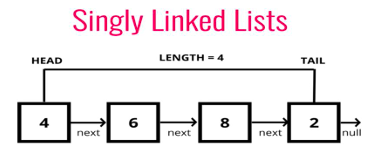 Singly Linked Lists
HEAD LENGTH = 4 TAIL
4 6 8 2
next next next null